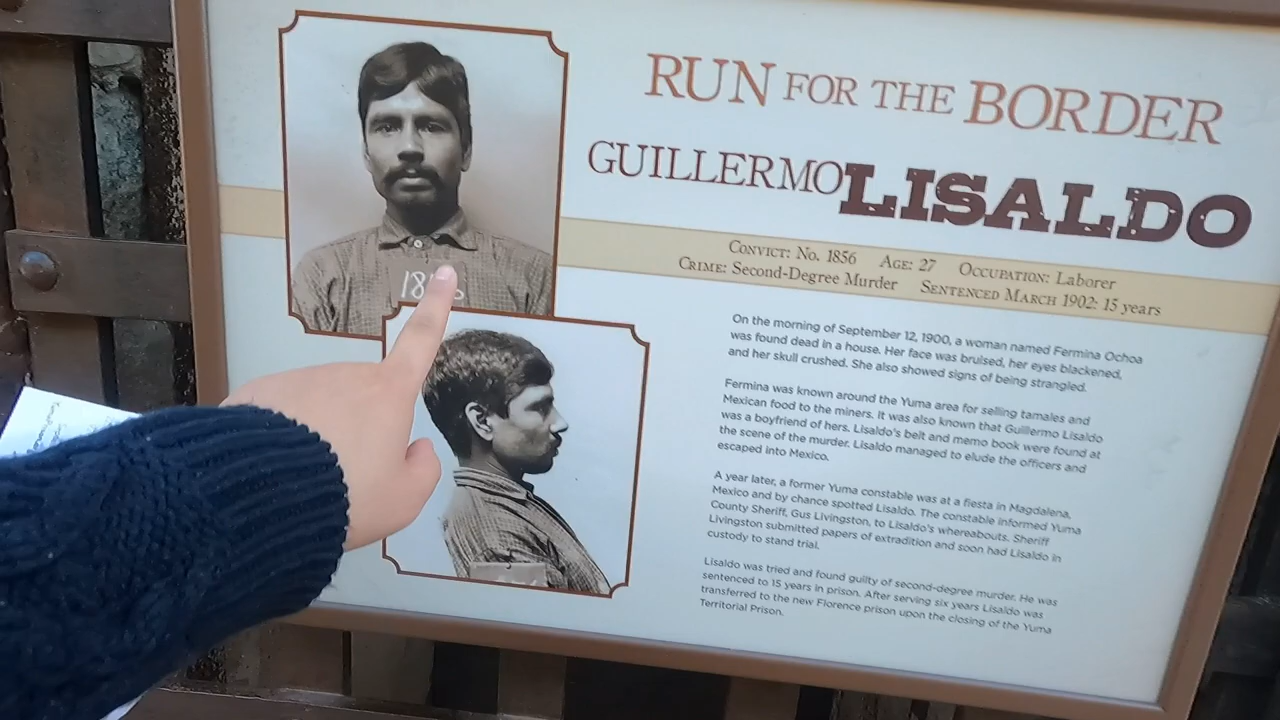 RUN FOR THE BORDER
GUILLERMO LISALDO
CONVICT: NO. 1856 AGE: 27 OCCUPATION: Laborer
CRIME: Second-Degree Murder SENTENCED MARCH 1902: 15 years
On the morning of September 12, 1900, a woman named Fermina Ochoa
was found dead in a house. Her face was bruised, her eyes blackened,
and her skull crushed. She also showed signs of being strangled.
Fermina was known around the Yuma area for selling tamales and
Mexican food to the miners. It was also known that Guillermo Lisaldo
was a boyfriend of hers. Lisaldo's belt and memo book were found at
the scene of the murder. Lisaldo managed to elude the officers and
escaped into Mexico.
A year later, a former Yuma constable was at a fiesta in Magdalena,
Mexico and by chance spotted Lisaldo. The constable informed Yuma
County Sheriff, Gus Livingston, to Lisaldo's whereabouts. Sheriff
Livingston submitted papers of extradition and soon had Lisaldo in
custody to stand trial.
Lisaldo was tried and found guilty of second-degree murder. He was
sentenced to 15 years in prison. After serving six years Lisaldo was
transferred to the new Florence prison upon the closing of the Yuma
Territorial Prison.